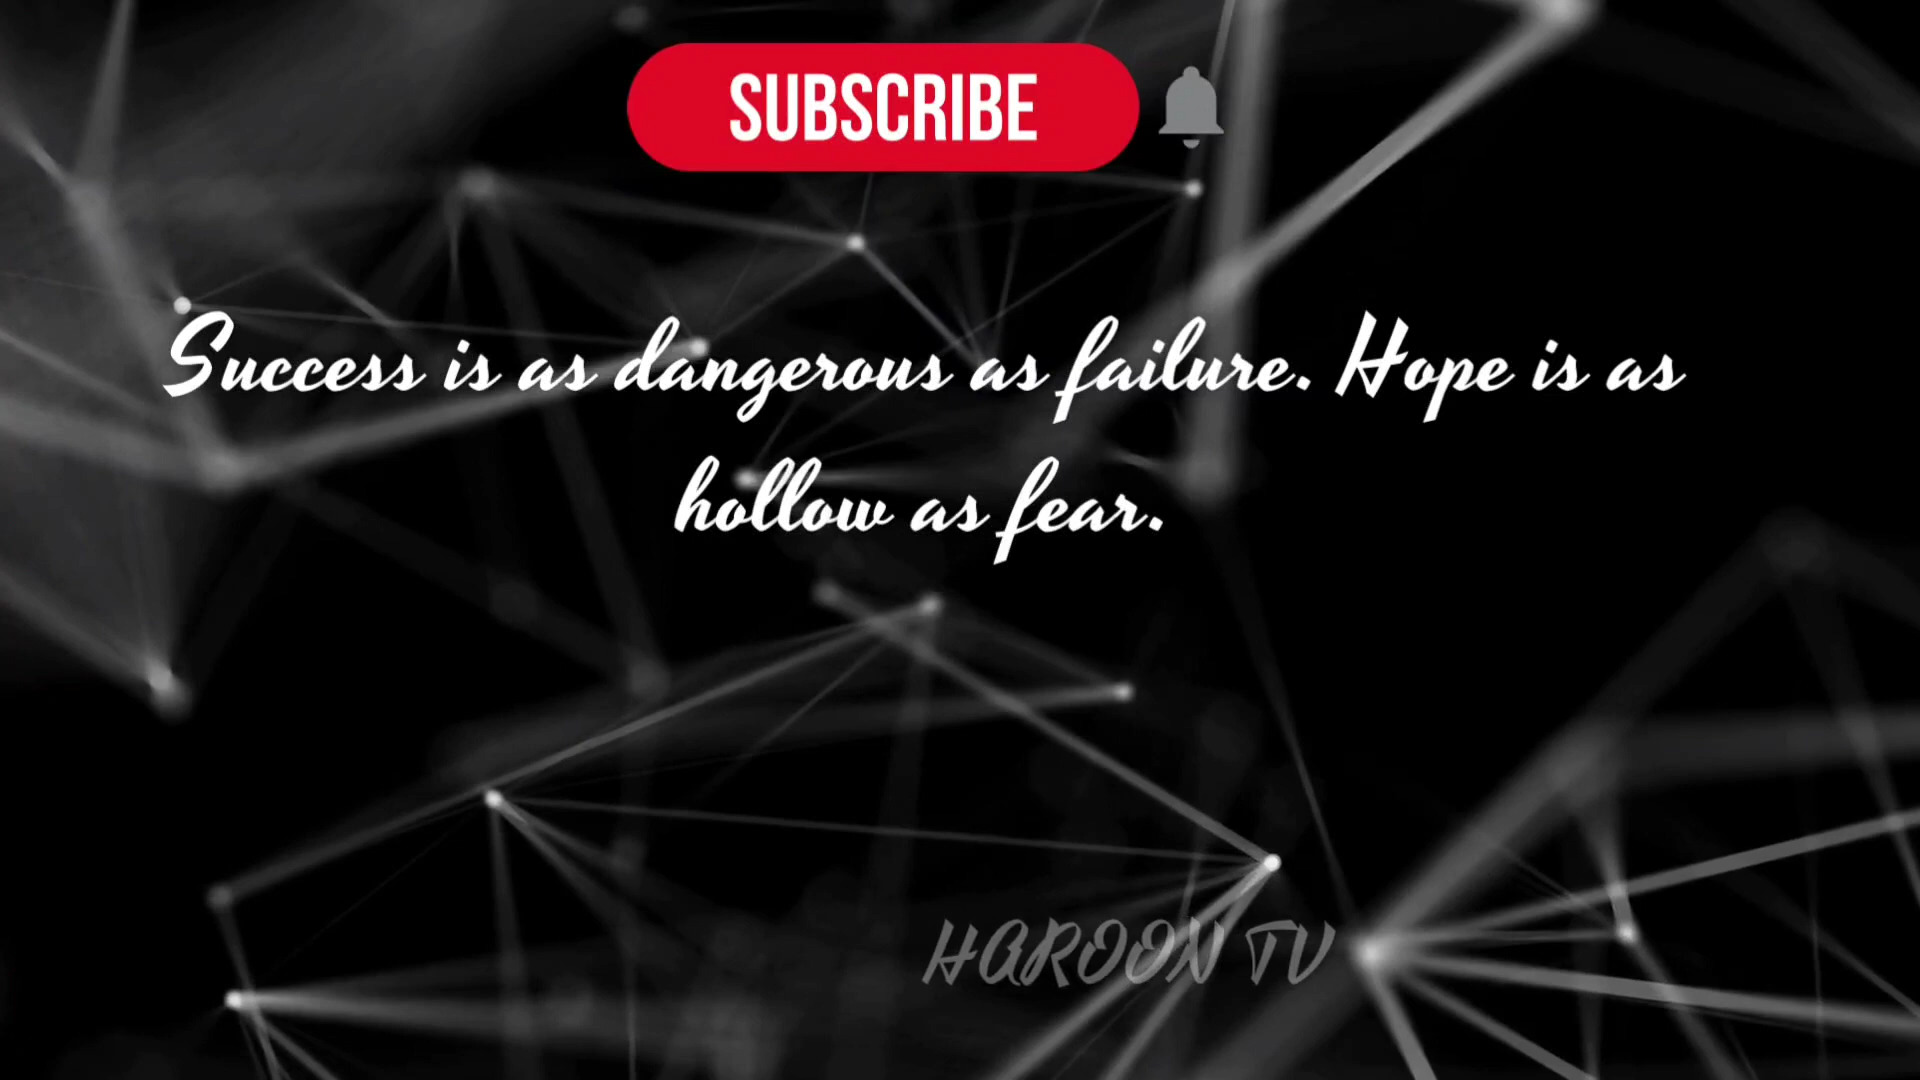 SUBSCRIBE
Success is as dangerous as failure. Hope is as
hollow as fear.
HAROON TV